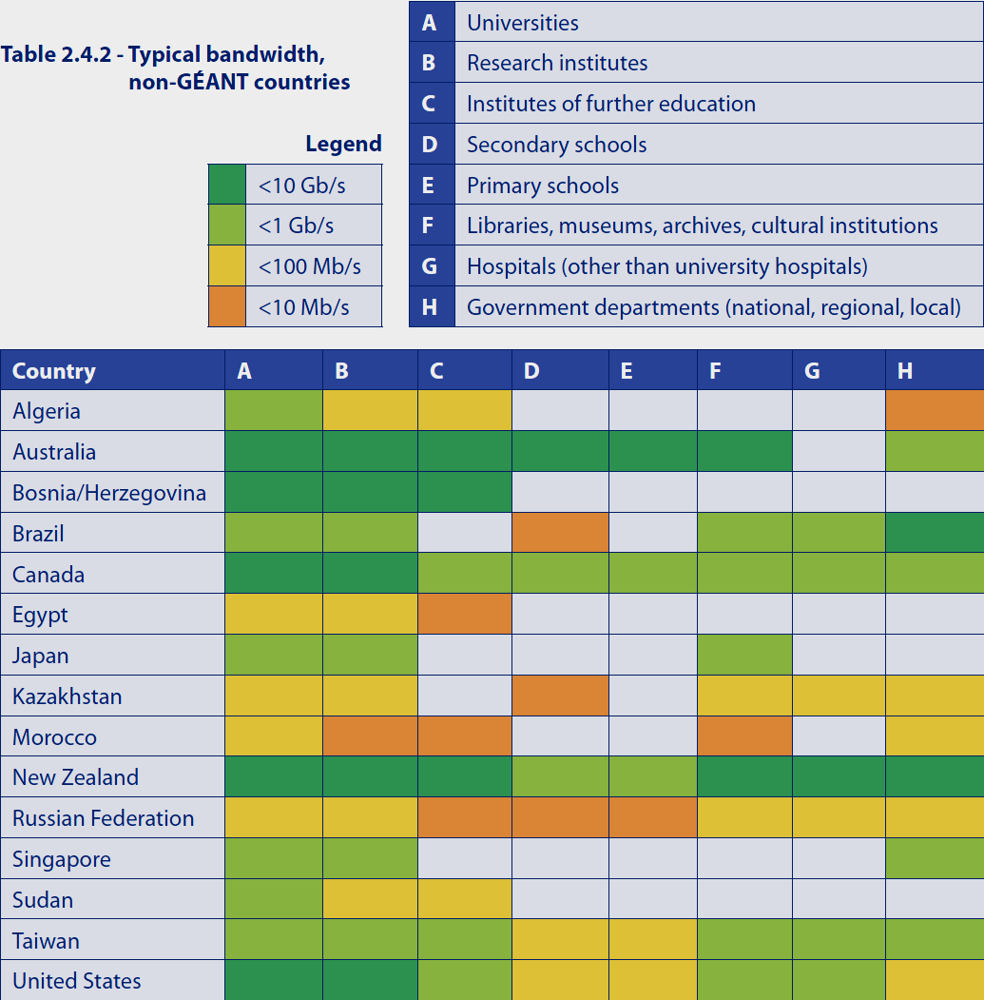 Table 2.4.2 - Typical bandwidth,
non-GÉANT countries
Legend
<10 Gb/s
<1 Gb/s
<100 Mb/s
<10 Mb/s
A Universities
B Research institutes
C Institutes of further education
D Secondary schools
E Primary schools
F Libraries, museums, archives, cultural institutions
G Hospitals (other than university hospitals)
H Government departments (national, regional, local)
Country A B C D E F G H
Algeria
Australia
Bosnia/Herzegovina
Brazil
Canada
Egypt
Japan
Kazakhstan
Morocco
New Zealand
Russian Federation
Singapore
Sudan
Taiwan
United States